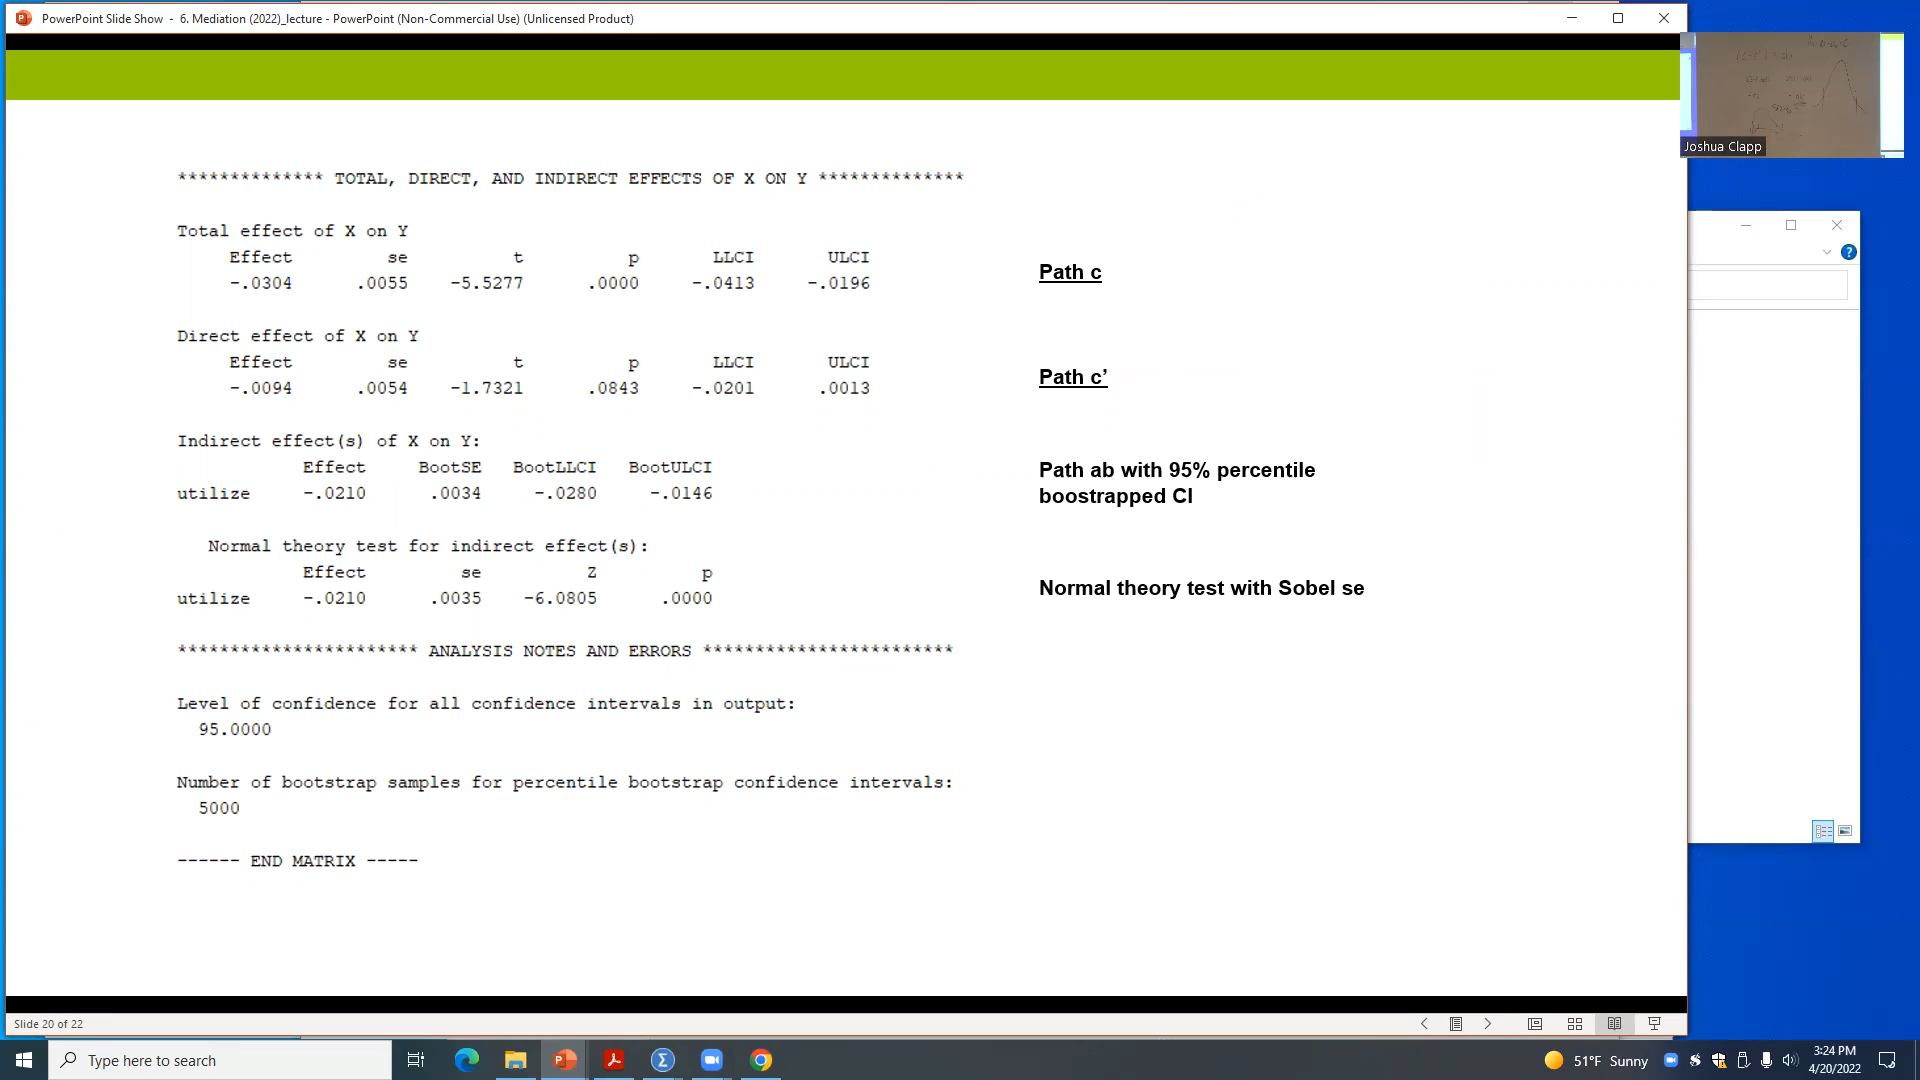 PowerPoint Slide Show - 6. Mediation (2022)_lecture - PowerPoint (Non-Commercial Use) (Unlicensed Product)
Joshua Clapp
************** TOTAL, DIRECT, AND INDIRECT EFFECTS OF X ON Y **************
Total effect of X on Y
Effect se t p LLCI ULCI
-.0304 .0055 -5.5277 .0000 -.0413 -.0196
Path c
Direct effect of X on Y
Effect se t p LLCI ULCI
-.0094 .0054 -1.7321 .0843 -.0201 .0013
Path c’
Indirect effect(s) of X on Y:
Effect BootSE BootLLCI BootULCI
utilize -.0210 .0034 -.0280 -.0146
Path ab with 95% percentile
boostrapped CI
Normal theory test for indirect effect(s):
Effect se Z p
utilize -.0210 .0035 -6.0805 .0000
Normal theory test with Sobel se
*********************** ANALYSIS NOTES AND ERRORS ************************
Level of confidence for all confidence intervals in output:
95.0000
Number of bootstrap samples for percentile bootstrap confidence intervals:
5000
------ END MATRIX -----
Slide 20 of 22
Type here to search
51°F Sunny
3:24 PM
4/20/2022